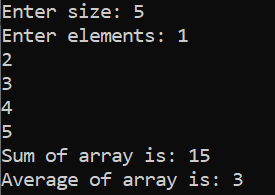 Enter size: 5
Enter elements: 1
2
3
4
5
Sum of array is: 15
Average of array is: 3